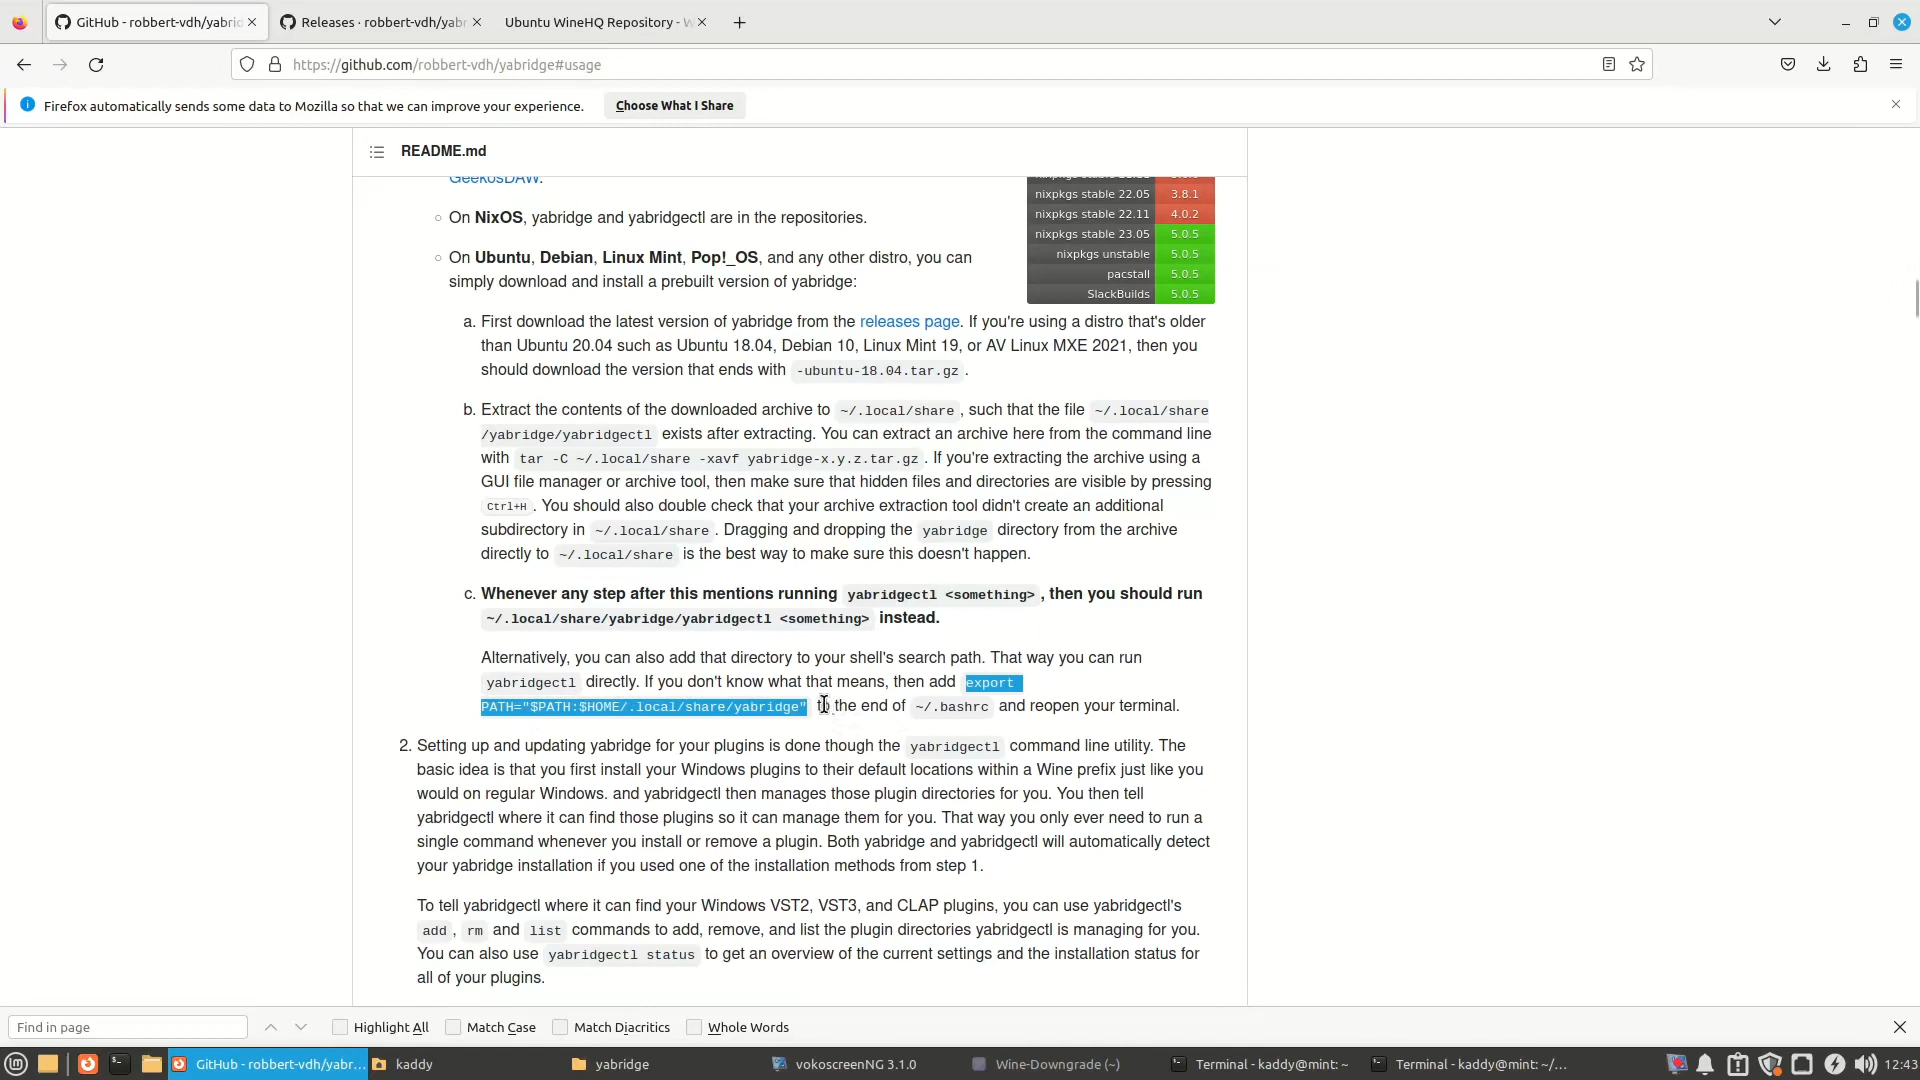 GitHub - robbert-vdh/yabrid
Releases · robbert-vdh/yabr
Ubuntu WineHQ Repository - W
https://github.com/robbert-vdh/yabridge#usage
Firefox automatically sends some data to Mozilla so that we can improve your experience.
Choose What I Share
README.md
GeekosDAW.
nixpkgs stable 22.05 3.8.1
nixpkgs stable 22.11 4.0.2
nixpkgs stable 23.05 5.0.5
nixpkgs unstable 5.0.5
pacstall 5.0.5
SlackBuilds 5.0.5
On NixOS, yabridge and yabridgectl are in the repositories.
On Ubuntu, Debian, Linux Mint, Pop!_OS, and any other distro, you can
simply download and install a prebuilt version of yabridge:
a. First download the latest version of yabridge from the releases page. If you're using a distro that's older
than Ubuntu 20.04 such as Ubuntu 18.04, Debian 10, Linux Mint 19, or AV Linux MXE 2021, then you
should download the version that ends with -ubuntu-18.04.tar.gz.
b. Extract the contents of the downloaded archive to ~/.local/share, such that the file ~/.local/share
/yabridge/yabridgectl exists after extracting. You can extract an archive here from the command line
with tar -C ~/.local/share -xavf yabridge-x.y.z.tar.gz. If you're extracting the archive using a
GUI file manager or archive tool, then make sure that hidden files and directories are visible by pressing
Ctrl+H. You should also double check that your archive extraction tool didn't create an additional
subdirectory in ~/.local/share. Dragging and dropping the yabridge directory from the archive
directly to ~/.local/share is the best way to make sure this doesn't happen.
c. Whenever any step after this mentions running yabridgectl <something>, then you should run
~/.local/share/yabridge/yabridgectl <something> instead.
Alternatively, you can also add that directory to your shell's search path. That way you can run
yabridgectl directly. If you don't know what that means, then add export
PATH="$PATH:$HOME/.local/share/yabridge" to the end of ~/.bashrc and reopen your terminal.
2. Setting up and updating yabridge for your plugins is done though the yabridgectl command line utility. The
basic idea is that you first install your Windows plugins to their default locations within a Wine prefix just like you
would on regular Windows. and yabridgectl then manages those plugin directories for you. You then tell
yabridgectl where it can find those plugins so it can manage them for you. That way you only ever need to run a
single command whenever you install or remove a plugin. Both yabridge and yabridgectl will automatically detect
your yabridge installation if you used one of the installation methods from step 1.
To tell yabridgectl where it can find your Windows VST2, VST3, and CLAP plugins, you can use yabridgectl's
add, rm and list commands to add, remove, and list the plugin directories yabridgectl is managing for you.
You can also use yabridgectl status to get an overview of the current settings and the installation status for
all of your plugins.
Find in page
Highlight All
Match Case
Match Diacritics
Whole Words
GitHub - robbert-vdh/yabr...
kaddy
yabridge
vokoscreenNG 3.1.0
Wine-Downgrade (~)
Terminal - kaddy@mint: ~
Terminal - kaddy@mint: ~/...
12:43